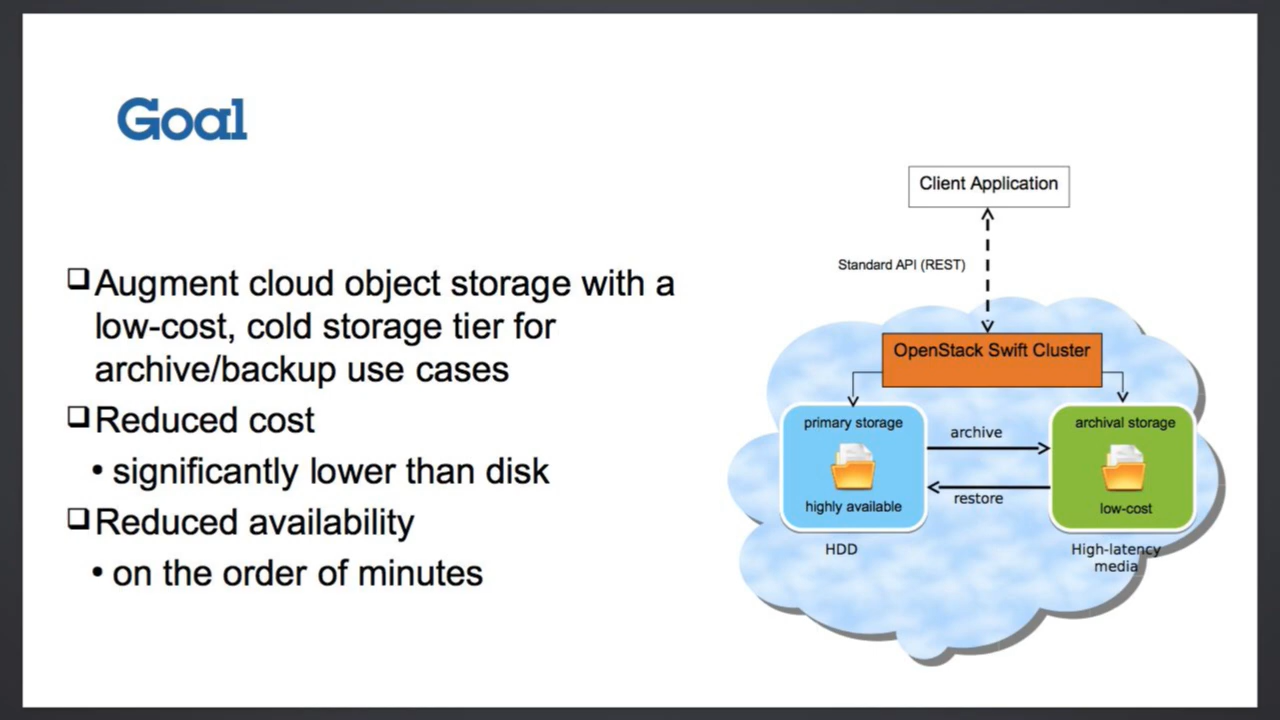 Goal
❑Augment cloud object storage with a
low-cost, cold storage tier for
archive/backup use cases
❑Reduced cost
• significantly lower than disk
❑Reduced availability
• on the order of minutes
Client Application
Standard API (REST)
OpenStack Swift Cluster
primary storage
highly available
HDD
archive
restore
archival storage
low-cost
High-latency
media